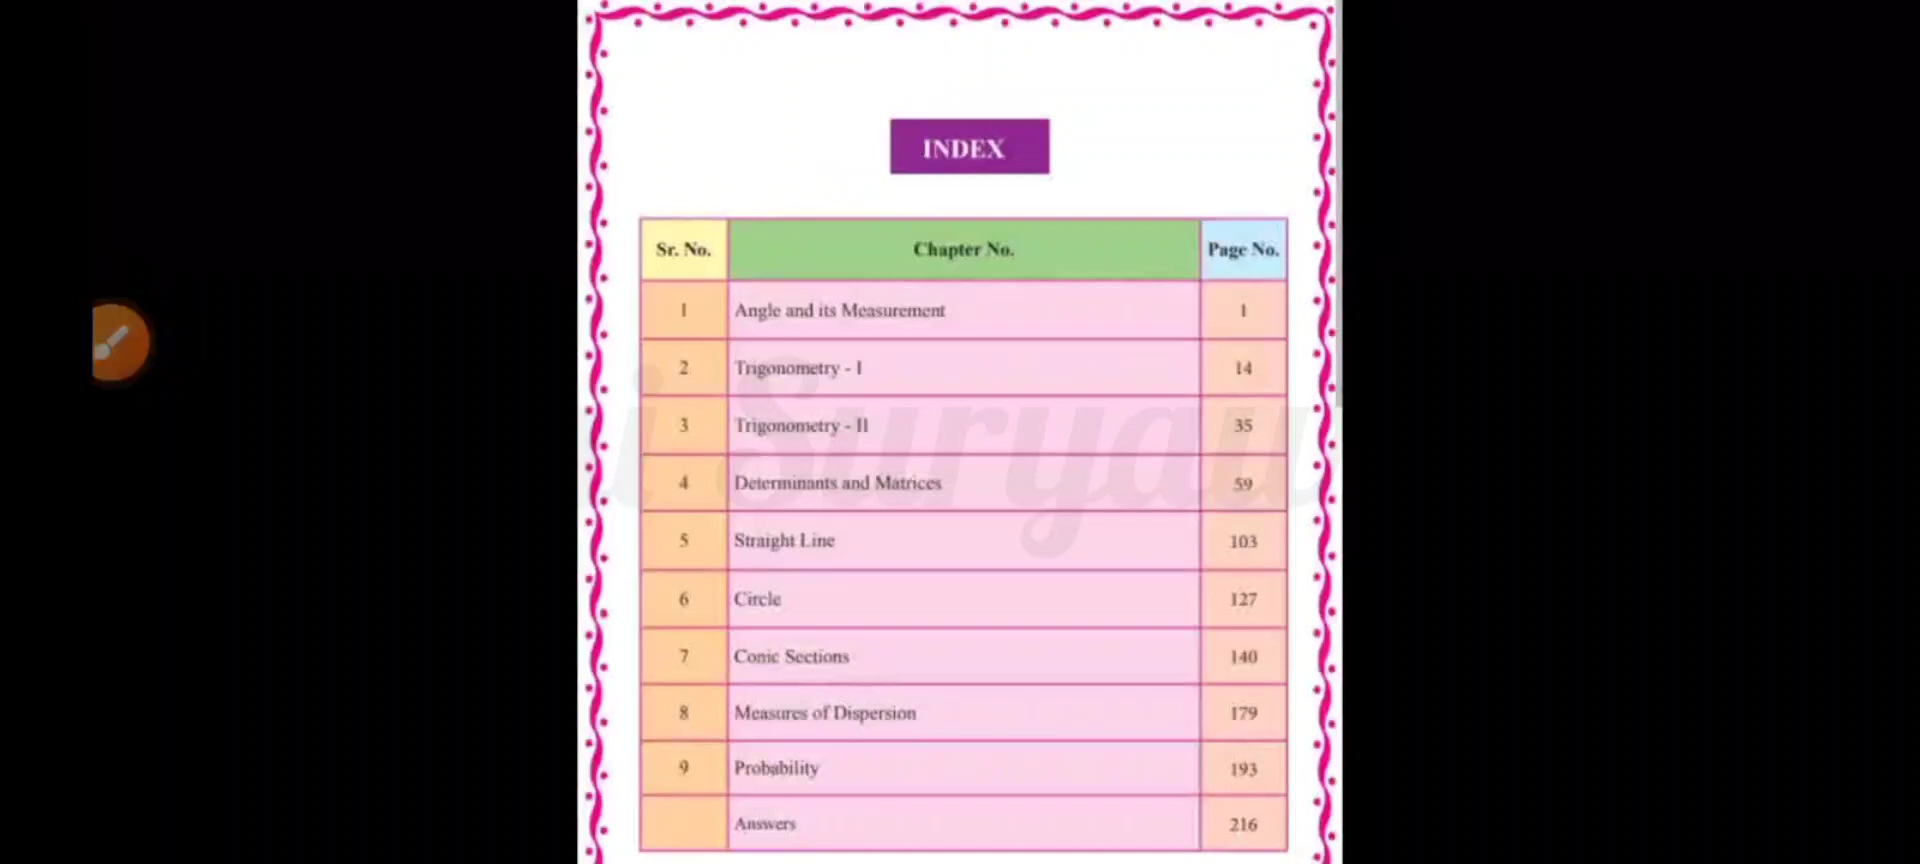 INDEX
Sr. No. Chapter No. Page No.
1 Angle and its Measurement 1
2 Trigonometry - I 14
3 Trigonometry - II 35
4 Determinants and Matrices 59
5 Straight Line 103
6 Circle 127
7 Conic Sections 140
8 Measures of Dispersion 179
9 Probability 193
Answers 216